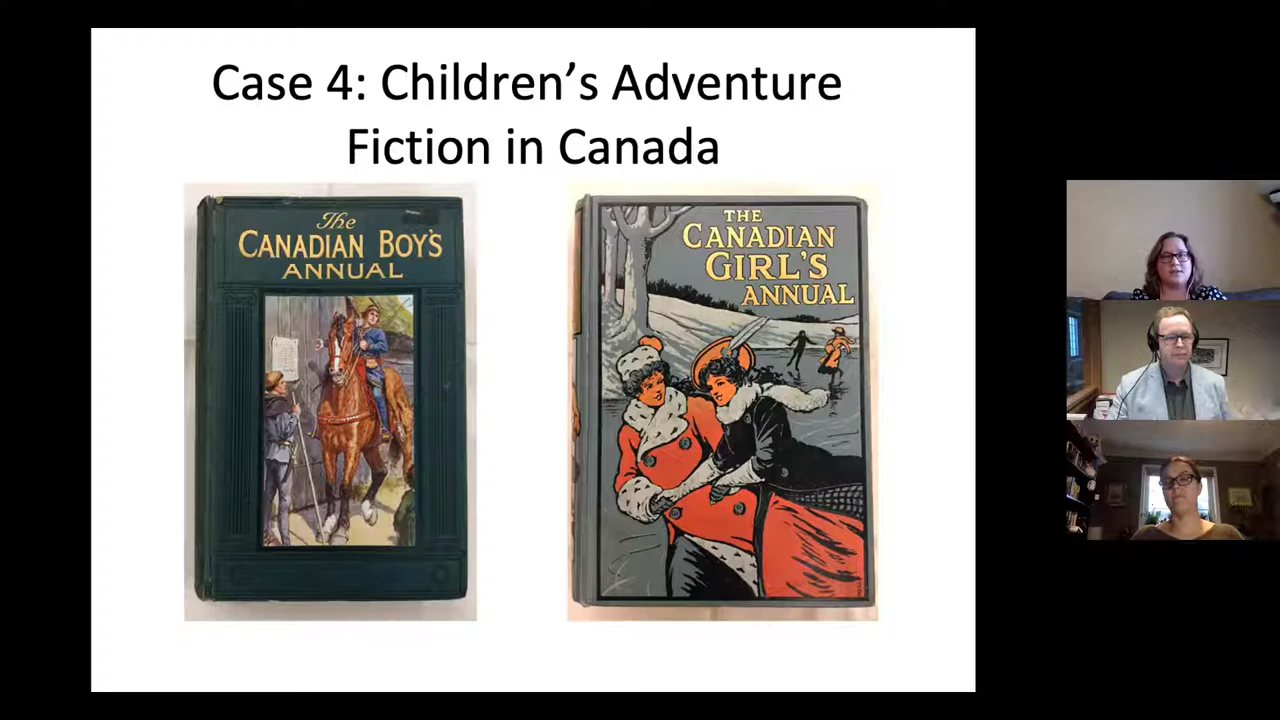 Case 4: Children's Adventure
Fiction in Canada
The
CANADIAN BOY'S
ANNUAL
THE
CANADIAN
GIRL'S
ANNUAL